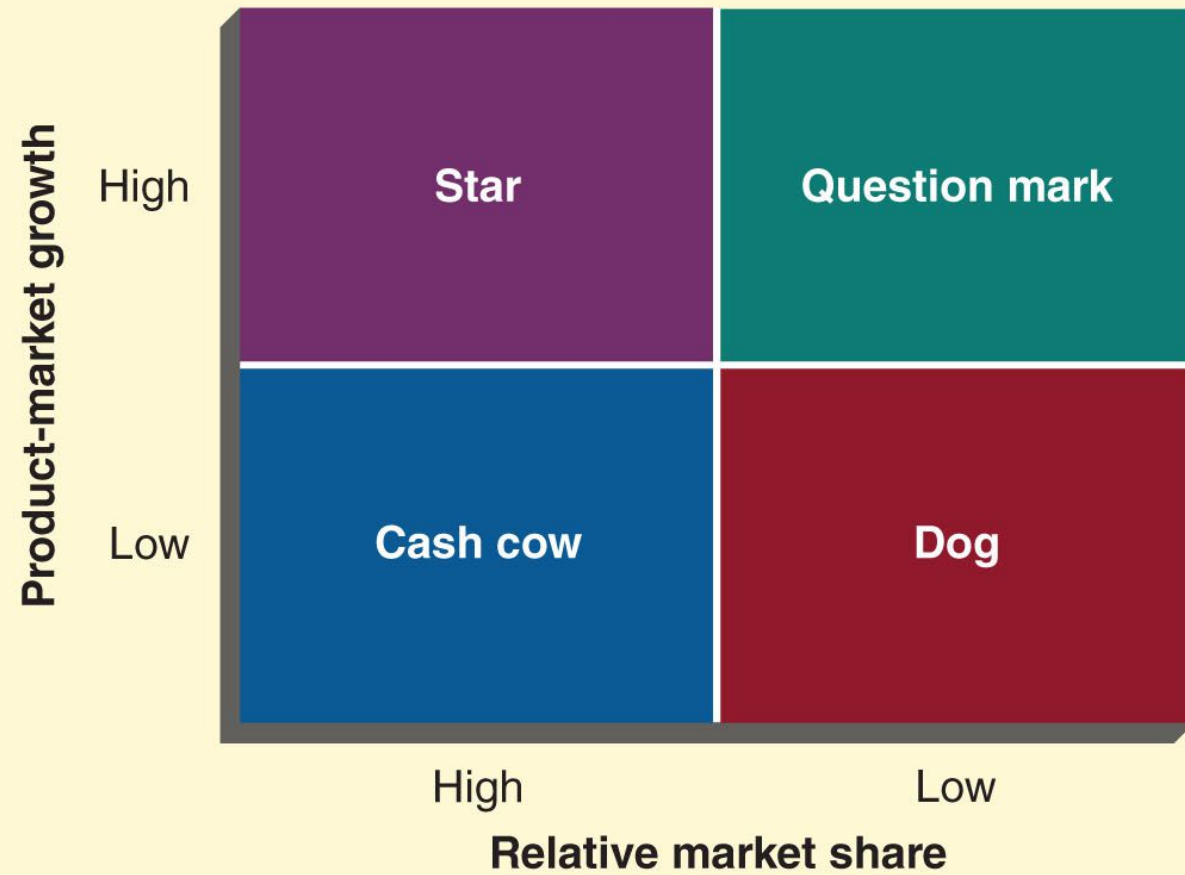 Product-market growth
High
Star
Question mark
Low
Cash cow
Dog
High
Low
Relative market share